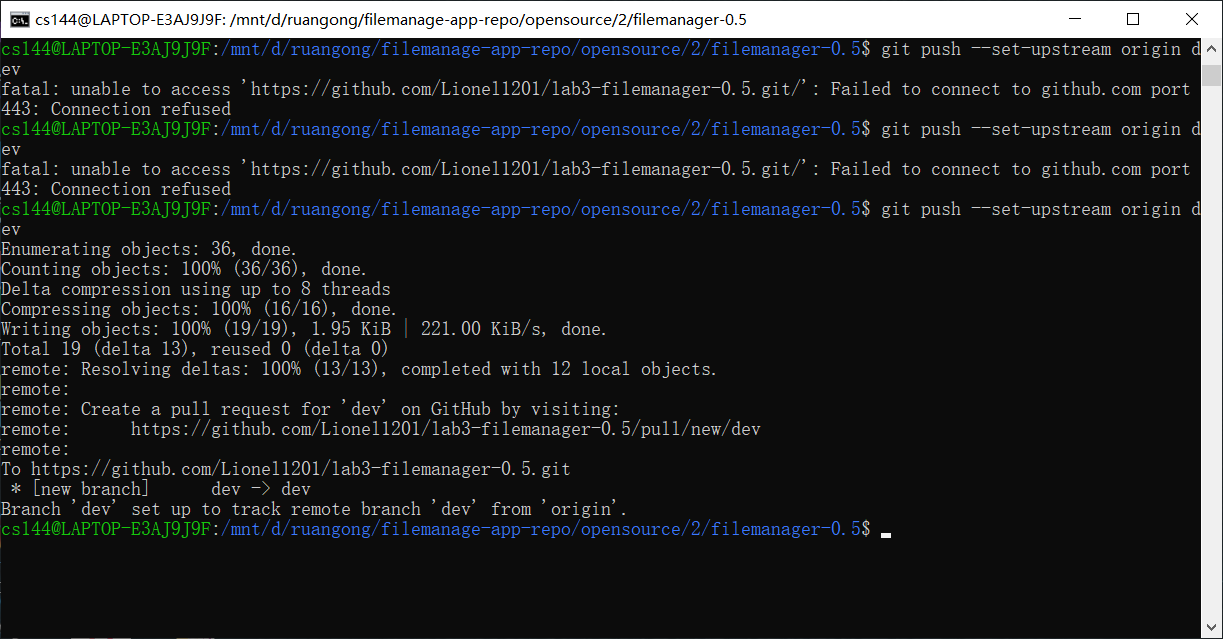 cs144@LAPTOP-E3AJ9J9F: /mnt/d/ruangong/filemanage-app-repo/opensource/2/filemanager-0.5
cs144@LAPTOP-E3AJ9J9F:/mnt/d/ruangong/filemanage-app-repo/opensource/2/filemanager-0.5$ git push --set-upstream origin d
ev
fatal: unable to access 'https://github.com/Lionel1201/lab3-filemanager-0.5.git/': Failed to connect to github.com port
443: Connection refused
cs144@LAPTOP-E3AJ9J9F:/mnt/d/ruangong/filemanage-app-repo/opensource/2/filemanager-0.5$ git push --set-upstream origin d
ev
fatal: unable to access 'https://github.com/Lionel1201/lab3-filemanager-0.5.git/': Failed to connect to github.com port
443: Connection refused
cs144@LAPTOP-E3AJ9J9F:/mnt/d/ruangong/filemanage-app-repo/opensource/2/filemanager-0.5$ git push --set-upstream origin d
ev
Enumerating objects: 36, done.
Counting objects: 100% (36/36), done.
Delta compression using up to 8 threads
Compressing objects: 100% (16/16), done.
Writing objects: 100% (19/19), 1.95 KiB | 221.00 KiB/s, done.
Total 19 (delta 13), reused 0 (delta 0)
remote: Resolving deltas: 100% (13/13), completed with 12 local objects.
remote:
remote: Create a pull request for 'dev' on GitHub by visiting:
remote:      https://github.com/Lionel1201/lab3-filemanager-0.5/pull/new/dev
remote:
To https://github.com/Lionel1201/lab3-filemanager-0.5.git
 * [new branch]      dev -> dev
Branch 'dev' set up to track remote branch 'dev' from 'origin'.
cs144@LAPTOP-E3AJ9J9F:/mnt/d/ruangong/filemanage-app-repo/opensource/2/filemanager-0.5$